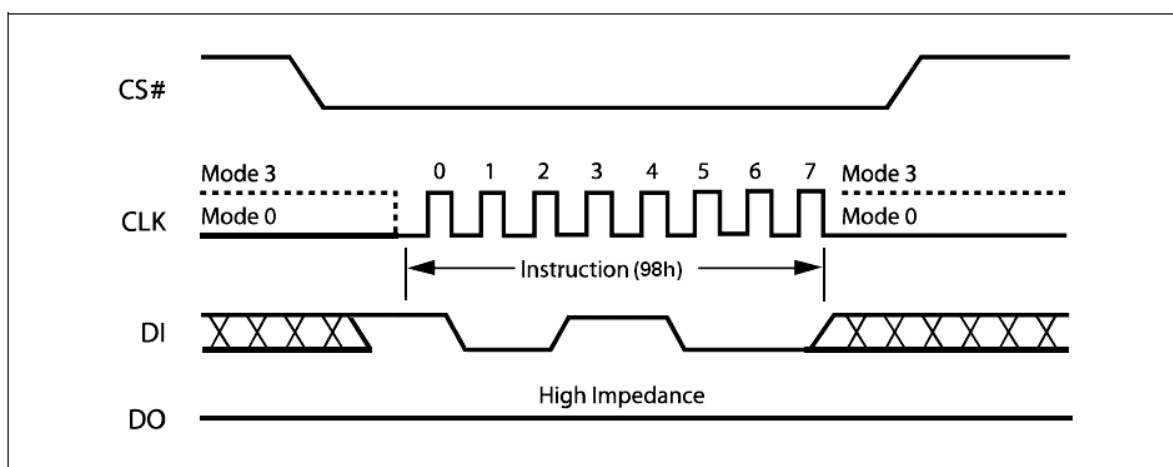 CS#
Mode 3 0 1 2 3 4 5 6 7 Mode 3
CLK Mode 0 Mode 0
Instruction (98h)
DI
High Impedance
DO